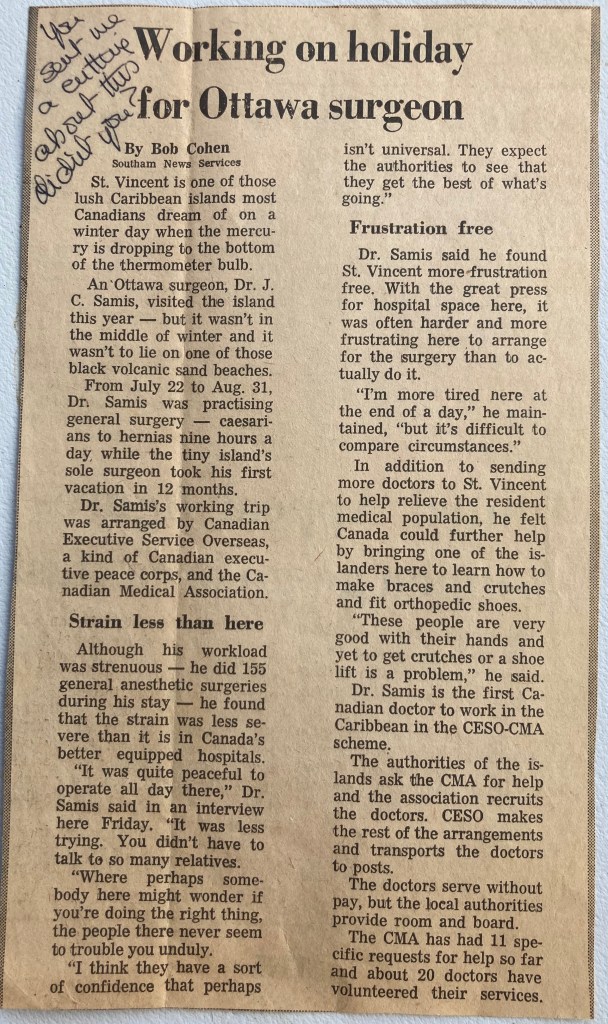 You
sent me
a cutting
about this
didn't you?
Working on holiday
for Ottawa surgeon
By Bob Cohen
Southam News Services
St. Vincent is one of those
lush Caribbean islands most
Canadians dream of on a
winter day when the mercu-
ry is dropping to the bottom
of the thermometer bulb.
An Ottawa surgeon, Dr. J.
C. Samis, visited the island
this year — but it wasn't in
the middle of winter and it
wasn't to lie on one of those
black volcanic sand beaches.
From July 22 to Aug. 31,
Dr. Samis was practising
general surgery — caesari-
ans to hernias nine hours a
day while the tiny island's
sole surgeon took his first
vacation in 12 months.
Dr. Samis's working trip
was arranged by Canadian
Executive Service Overseas,
a kind of Canadian execu-
tive peace corps, and the Ca-
nadian Medical Association.
Strain less than here
Although his workload
was strenuous — he did 155
general anesthetic surgeries
during his stay — he found
that the strain was less se-
vere than it is in Canada's
better equipped hospitals.
"It was quite peaceful to
operate all day there," Dr.
Samis said in an interview
here Friday. "It was less
trying. You didn't have to
talk to so many relatives.
"Where perhaps some-
body here might wonder if
you're doing the right thing,
the people there never seem
to trouble you unduly.
"I think they have a sort
of confidence that perhaps
isn't universal. They expect
the authorities to see that
they get the best of what's
going."
Frustration free
Dr. Samis said he found
St. Vincent more frustration
free. With the great press
for hospital space here, it
was often harder and more
frustrating here to arrange
for the surgery than to ac-
tually do it.
"I'm more tired here at
the end of a day," he main-
tained, "but it's difficult to
compare circumstances."
In addition to sending
more doctors to St. Vincent
to help relieve the resident
medical population, he felt
Canada could further help
by bringing one of the is-
landers here to learn how to
make braces and crutches
and fit orthopedic shoes.
"These people are very
good with their hands and
yet to get crutches or a shoe
lift is a problem," he said.
Dr. Samis is the first Ca-
nadian doctor to work in the
Caribbean in the CESO-CMA
scheme.
The authorities of the is-
lands ask the CMA for help
and the association recruits
the doctors. CESO makes
the rest of the arrangements
and transports the doctors
to posts.
The doctors serve without
pay, but the local authorities
provide room and board.
The CMA has had 11 spe-
cific requests for help so far
and about 20 doctors have
volunteered their services.